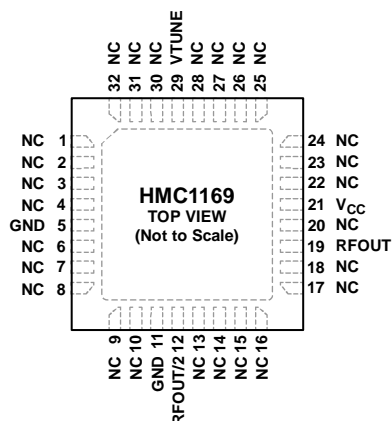 32 NC
31 NC
30 NC
29 VTUNE
28 NC
27 NC
26 NC
25 NC
NC 1
NC 2
NC 3
NC 4
GND 5
NC 6
NC 7
NC 8
HMC1169
TOP VIEW
(Not to Scale)
24 NC
23 NC
22 NC
21 VCC
20 NC
19 RFOUT
18 NC
17 NC
NC 9
NC 10
GND 11
RFOUT/2 12
NC 13
NC 14
NC 15
NC 16